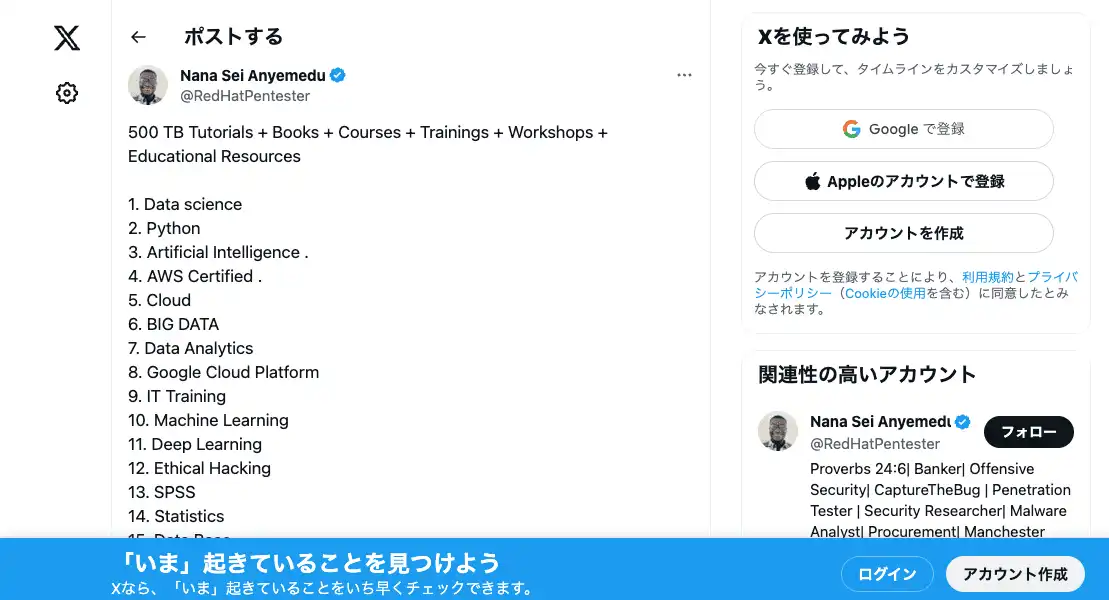 ポストする
Nana Sei Anyemedu
@RedHatPentester
500 TB Tutorials + Books + Courses + Trainings + Workshops +
Educational Resources
1. Data science
2. Python
3. Artificial Intelligence .
4. AWS Certified .
5. Cloud
6. BIG DATA
7. Data Analytics
8. Google Cloud Platform
9. IT Training
10. Machine Learning
11. Deep Learning
12. Ethical Hacking
13. SPSS
14. Statistics
15. Data Base
Xを使ってみよう
今すぐ登録して、タイムラインをカスタマイズしましょ
う。
Google で登録
Appleのアカウントで登録
アカウントを作成
アカウントを登録することにより、利用規約とプライバ
シーポリシー（Cookieの使用を含む）に同意したとみ
なされます。
関連性の高いアカウント
Nana Sei Anyemedu
@RedHatPentester
フォロー
Proverbs 24:6| Banker| Offensive
Security| CaptureTheBug | Penetration
Tester | Security Researcher| Malware
Analyst| Procurement| Manchester
「いま」起きていることを見つけよう
Xなら、「いま」起きていることをいち早くチェックできます。
ログイン
アカウント作成